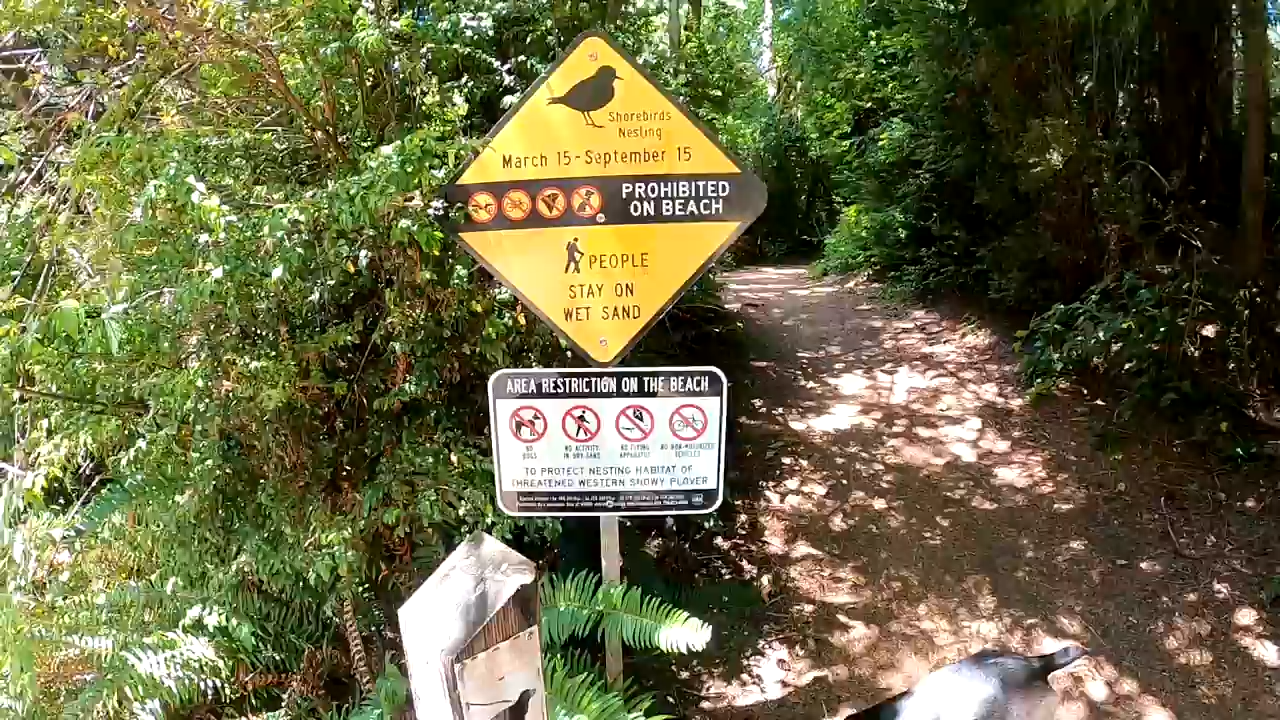 Shorebirds
Nesting
March 15-September 15
PROHIBITED
ON BEACH
PEOPLE
STAY ON
WET SAND
AREA RESTRICTION ON THE BEACH
NO
DOGS
NO ACTIVITY
IN DRY SAND
NO FLYING
APPARATUS
NO NON-MOTORIZED
VEHICLES
TO PROTECT NESTING HABITAT OF
THREATENED WESTERN SNOWY PLOVER